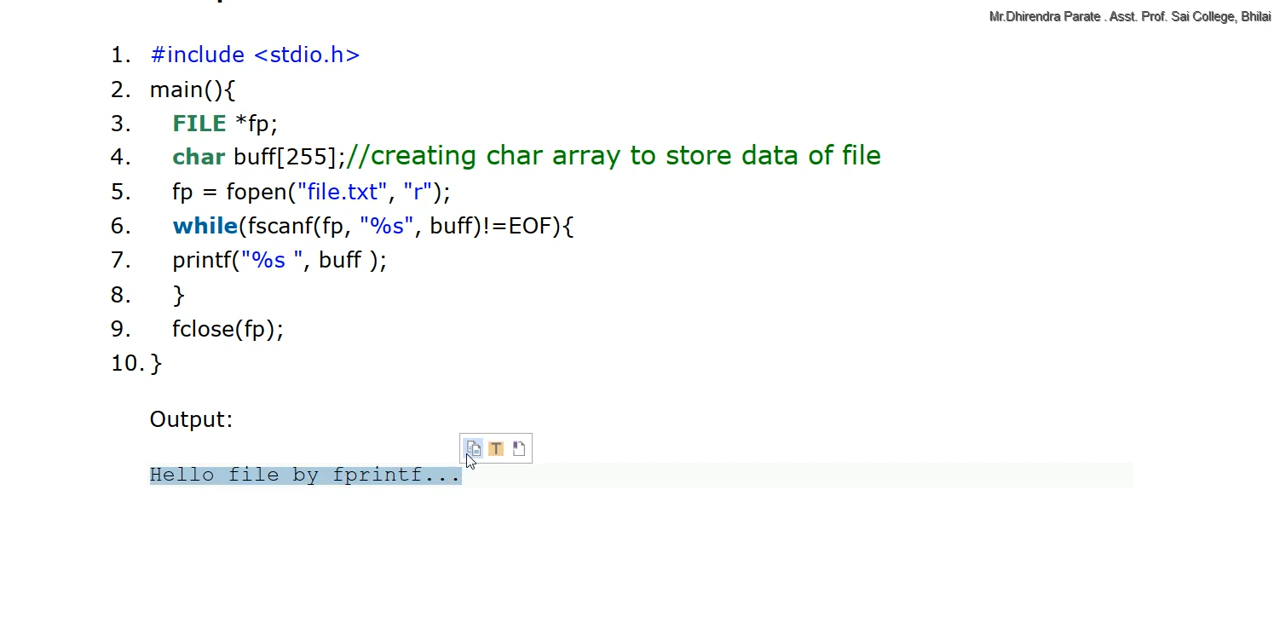 Mr.Dhirendra Parate . Asst. Prof. Sai College, Bhilai
1. #include <stdio.h>
2. main(){
3. FILE *fp;
4. char buff[255];//creating char array to store data of file
5. fp = fopen("file.txt", "r");
6. while(fscanf(fp, "%s", buff)!=EOF){
7. printf("%s ", buff );
8. }
9. fclose(fp);
10. }
Output:
T
Hello file by fprintf...